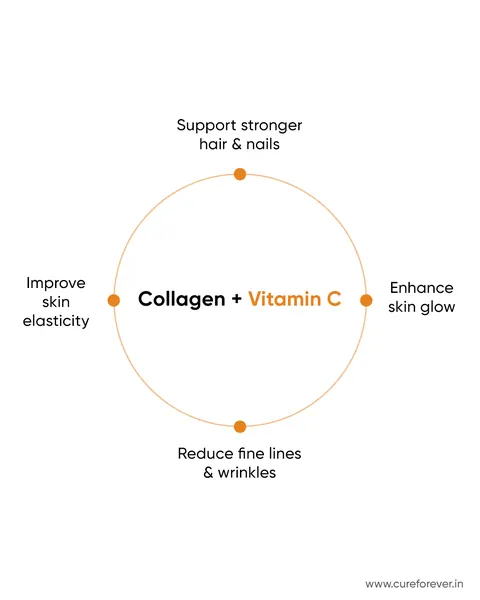 Support stronger
hair & nails
Improve
skin
elasticity
Collagen + Vitamin C
Enhance
skin glow
Reduce fine lines
& wrinkles
www.cureforever.in